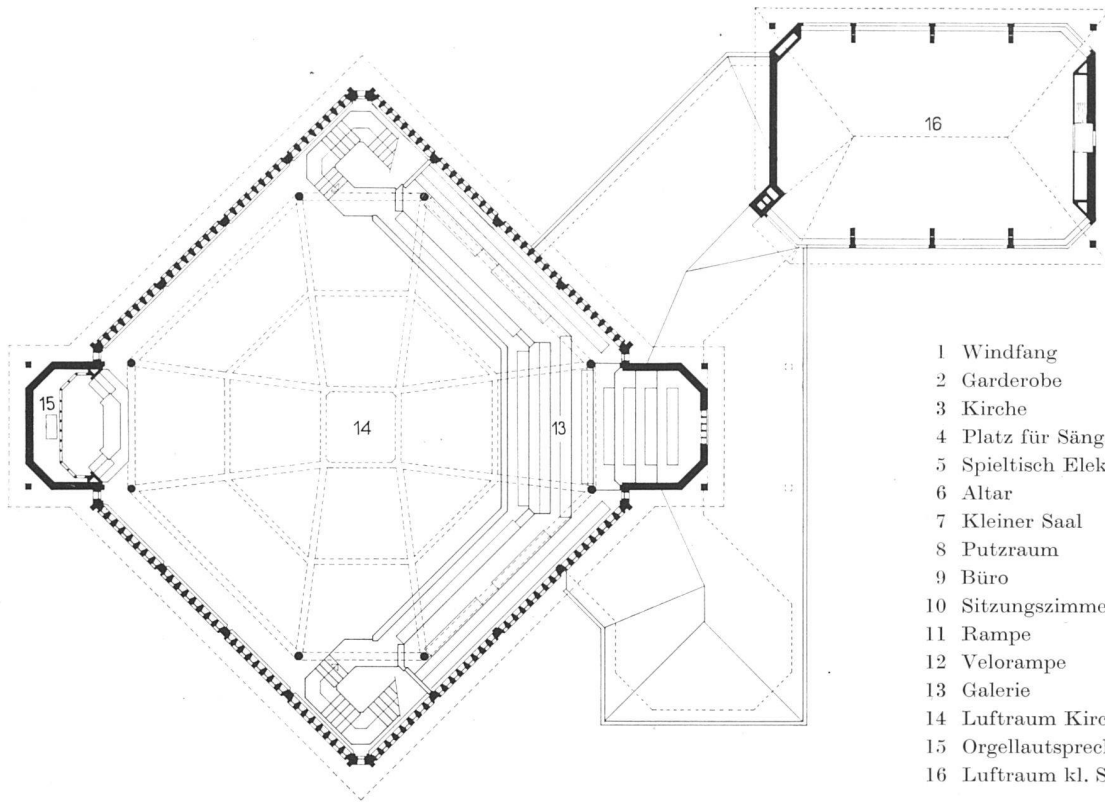 16
15
14
13
1 Windfang
2 Garderobe
3 Kirche
4 Platz für Säng
5 Spieltisch Elek
6 Altar
7 Kleiner Saal
8 Putzraum
9 Büro
10 Sitzungszimme
11 Rampe
12 Velorampe
13 Galerie
14 Luftraum Kirc
15 Orgellautsprec
16 Luftraum kl. S